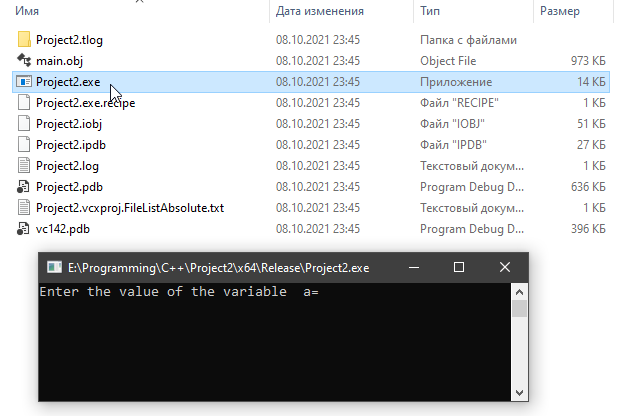 Имя Дата изменения Тип Размер
Project2.tlog 08.10.2021 23:45 Папка с файлами
main.obj 08.10.2021 23:45 Object File 973 КБ
Project2.exe 08.10.2021 23:45 Приложение 14 КБ
Project2.exe.recipe 08.10.2021 23:45 Файл "RECIPE" 1 КБ
Project2.iobj 08.10.2021 23:45 Файл "IOBJ" 51 КБ
Project2.ipdb 08.10.2021 23:45 Файл "IPDB" 27 КБ
Project2.log 08.10.2021 23:45 Текстовый докум... 1 КБ
Project2.pdb 08.10.2021 23:45 Program Debug D... 636 КБ
Project2.vcxproj.FileListAbsolute.txt 08.10.2021 23:45 Текстовый докум... 1 КБ
vc142.pdb 08.10.2021 23:45 Program Debug D... 396 КБ
E:\Programming\C++\Project2\x64\Release\Project2.exe
Enter the value of the variable  a=